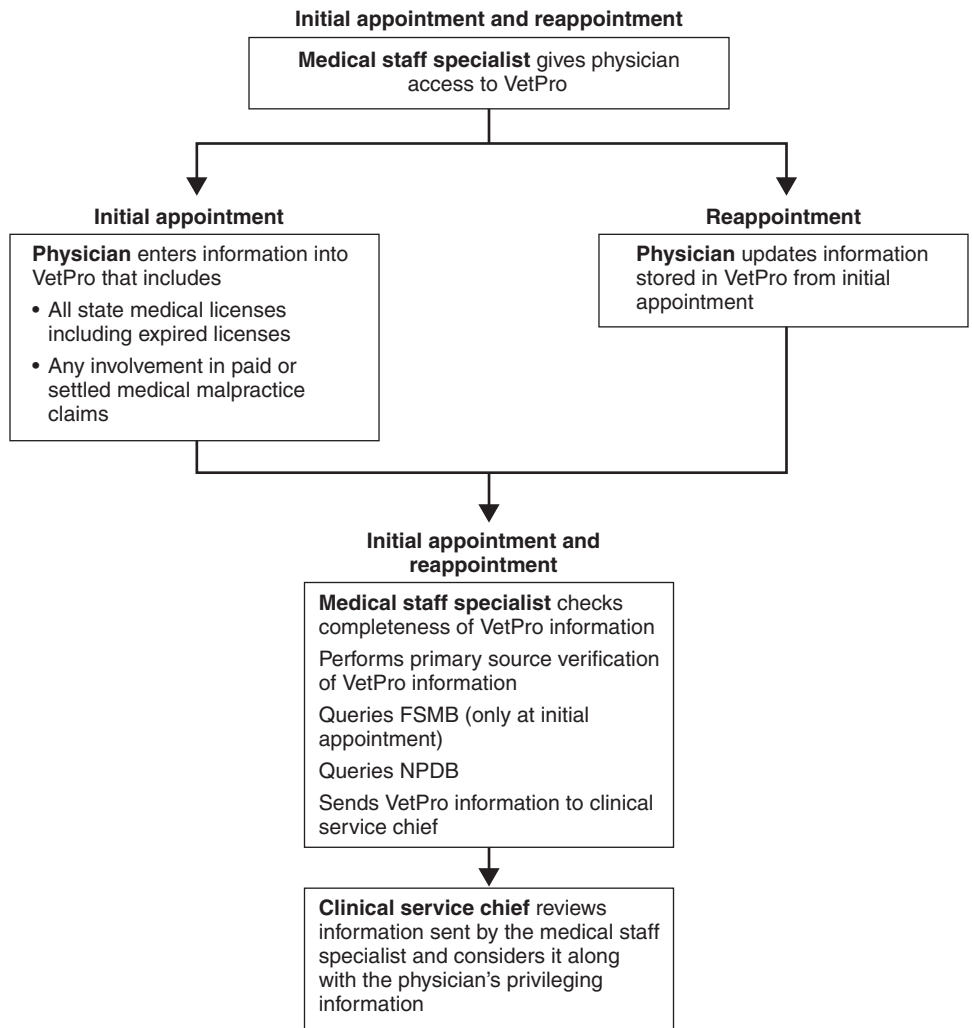 Initial appointment and reappointment
Medical staff specialist gives physician
access to VetPro
Initial appointment
Physician enters information into
VetPro that includes
• All state medical licenses
including expired licenses
• Any involvement in paid or
settled medical malpractice
claims
Reappointment
Physician updates information
stored in VetPro from initial
appointment
Initial appointment and
reappointment
Medical staff specialist checks
completeness of VetPro information
Performs primary source verification
of VetPro information
Queries FSMB (only at initial
appointment)
Queries NPDB
Sends VetPro information to clinical
service chief
Clinical service chief reviews
information sent by the medical staff
specialist and considers it along
with the physician's privileging
information